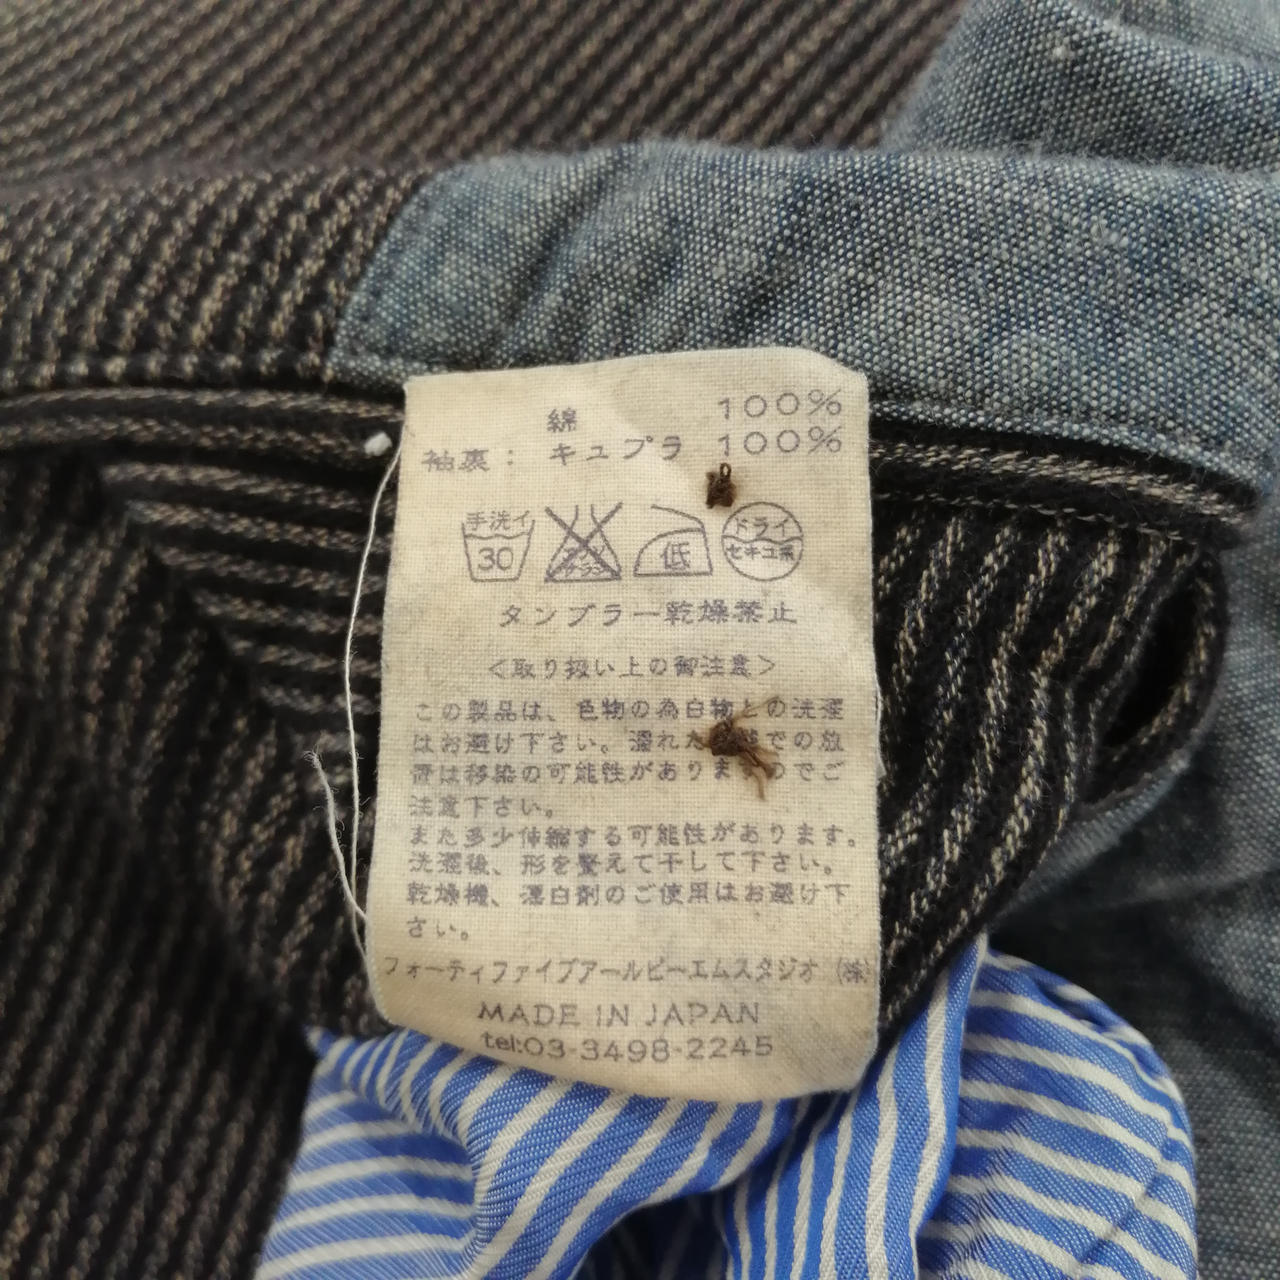 綿 100%
袖裏: キュプラ 100%
手洗イ ドライ
30 低 セキユ系
タンブラー乾燥禁止
<取り扱い上の御注意>
この製品は、色物の為白物との洗濯
はお避け下さい。濡れた での放
置は移染の可能性がありますのでご
注意下さい。
また多少伸縮する可能性があります。
洗濯後、形を整えて干して下さい。
乾燥機、漂白剤のご使用はお避け下
さい。
フォーティファイブアールピーエムスタジオ(株)
MADE IN JAPAN
tel:03-3498-2245